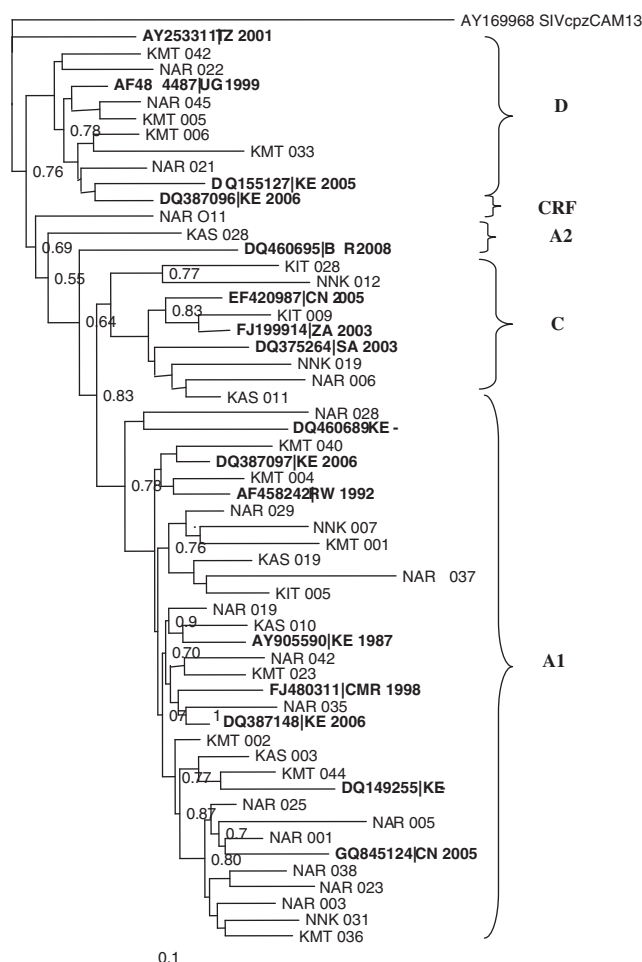 AY169968 SIVcpzCAM13
AY253311|TZ 2001
KMT 042
NAR 022
AF48 4487|UG1999
NAR 045
KMT 005
0.78
KMT 006
KMT 033
0.76
NAR 021
DQ155127|KE 2005
DQ387096|KE 2006
D
CRF
NAR O11
KAS 028
A2
0.69
DQ460695|B R2008
0.55
KIT 028
0.77
NNK 012
EF420987|CN 2005
0.83
KIT 009
0.64
FJ199914|ZA 2003
C
DQ375264|SA 2003
NNK 019
NAR 006
0.83
KAS 011
NAR 028
DQ460689KE -
KMT 040
DQ387097|KE 2006
KMT 004
0.78
AF458242|RW 1992
NAR 029
NNK 007
KMT 001
0.76
KAS 019
NAR 037
KIT 005
NAR 019
0.9
KAS 010
AY905590|KE 1987
0.70
NAR 042
KMT 023
A1
FJ480311|CMR 1998
NAR 035
07
1
DQ387148|KE 2006
KMT 002
KAS 003
KMT 044
0.77
DQ149255|KE-
NAR 025
0.87
NAR 005
0.7
NAR 001
GQ845124|CN 2005
0.80
NAR 038
NAR 023
NAR 003
NNK 031
KMT 036
0.1